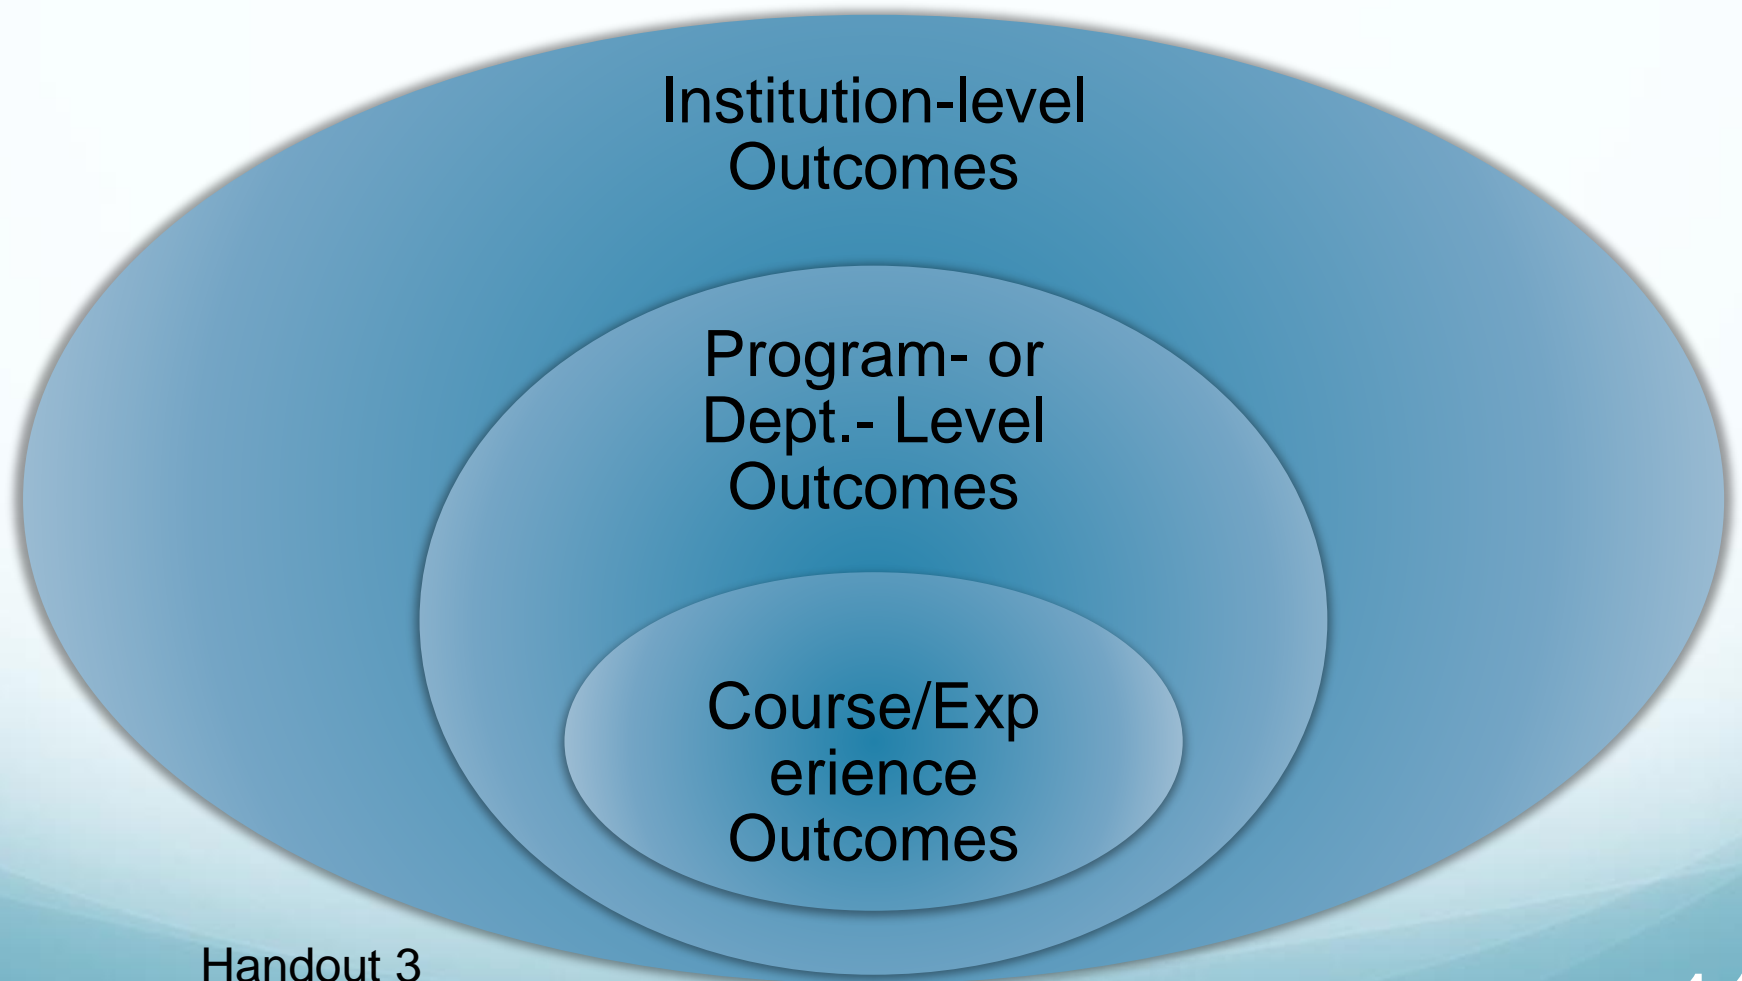 Institution-level
Outcomes
Program- or
Dept.- Level
Outcomes
Course/Exp
erience
Outcomes
Handout 3